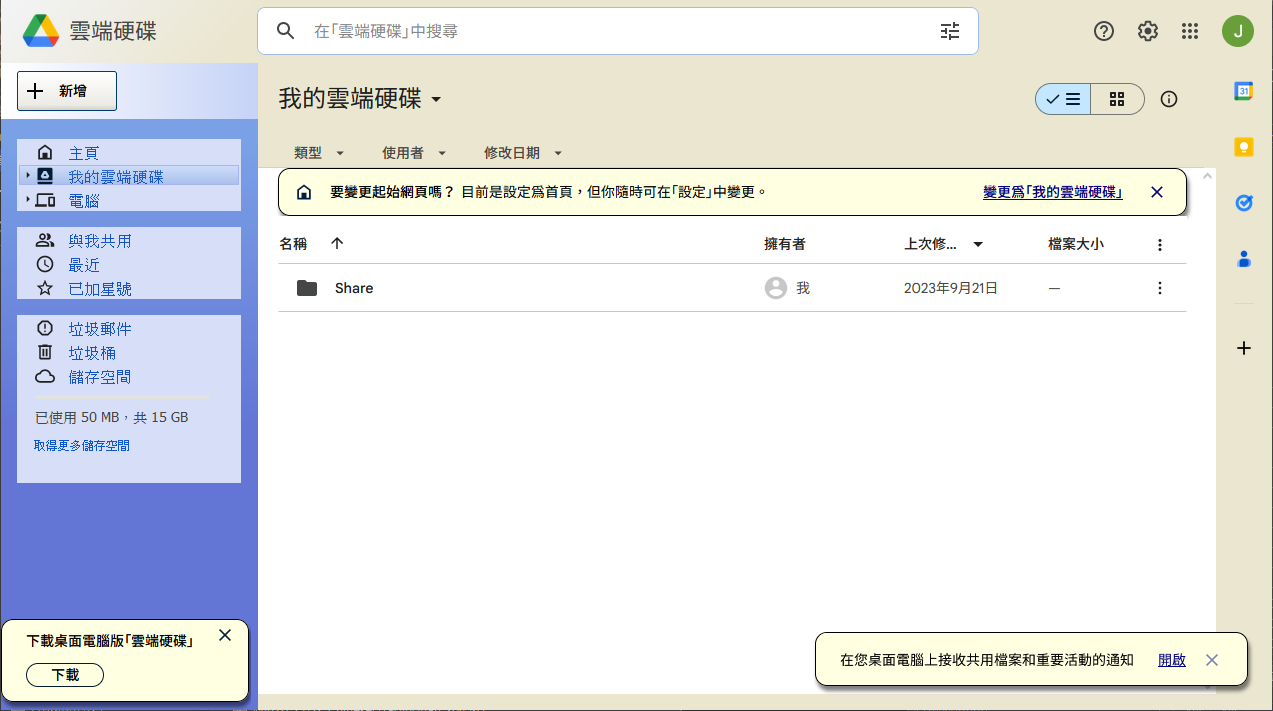 雲端硬碟
在「雲端硬碟」中搜尋
J
新增
主頁
我的雲端硬碟
電腦
與我共用
最近
已加星號
垃圾郵件
垃圾桶
儲存空間
已使用 50 MB，共 15 GB
取得更多儲存空間
下載桌面電腦版「雲端硬碟」
下載
我的雲端硬碟
類型 使用者 修改日期
要變更起始網頁嗎？ 目前是設定為首頁，但你隨時可在「設定」中變更。 變更為「我的雲端硬碟」
名稱 擁有者 上次修... 檔案大小
Share 我 2023年9月21日 —
在您桌面電腦上接收共用檔案和重要活動的通知 開啟
31